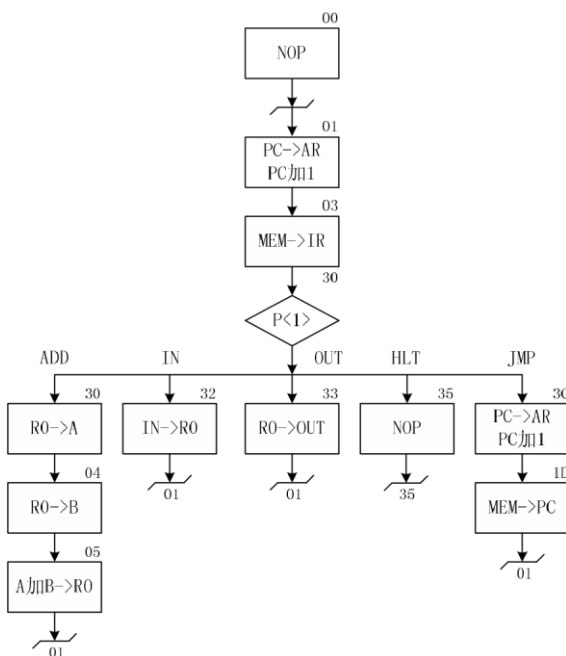 00
NOP
01
PC->AR
PC加1
03
MEM->IR
30
P<1>
ADD IN OUT HLT JMP
30 32 33 35 3C
R0->A IN->R0 R0->OUT NOP PC->AR
PC加1
04 01 01 35 1D
R0->B MEM->PC
05 01
A加B->R0
01